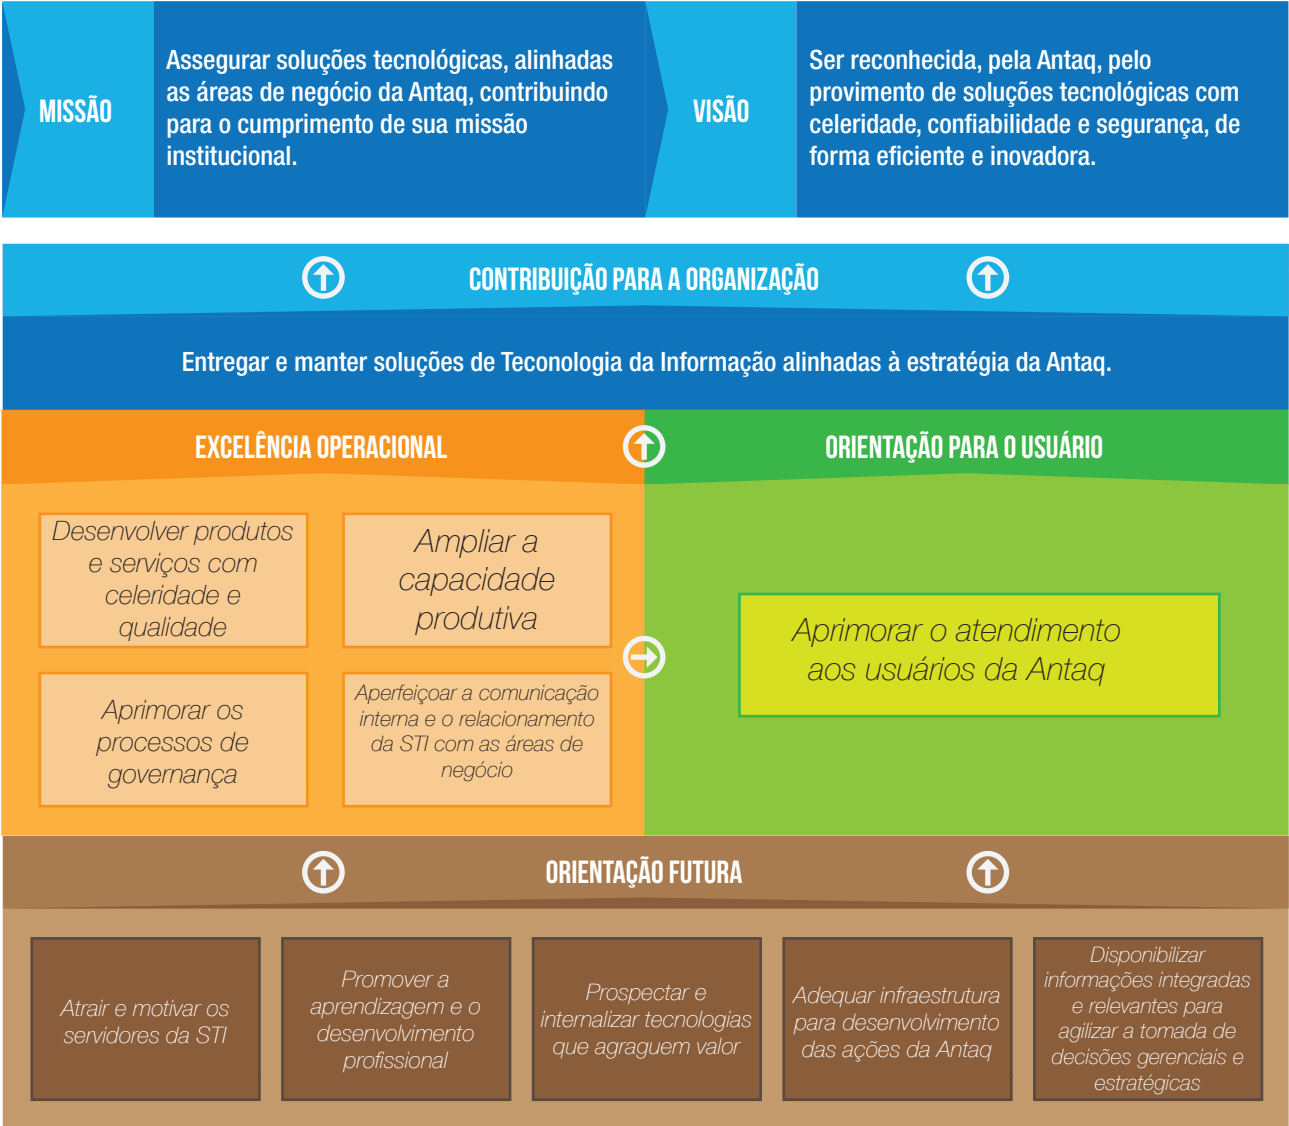 MISSÃO
Assegurar soluções tecnológicas, alinhadas
as áreas de negócio da Antaq, contribuindo
para o cumprimento de sua missão
institucional.
VISÃO
Ser reconhecida, pela Antaq, pelo
provimento de soluções tecnológicas com
celeridade, confiabilidade e segurança, de
forma eficiente e inovadora.
CONTRIBUIÇÃO PARA A ORGANIZAÇÃO
Entregar e manter soluções de Teconologia da Informação alinhadas à estratégia da Antaq.
EXCELÊNCIA OPERACIONAL
Desenvolver produtos
e serviços com
celeridade e
qualidade
Ampliar a
capacidade
produtiva
Aprimorar os
processos de
governança
Aperfeiçoar a comunicação
interna e o relacionamento
da STI com as áreas de
negócio
ORIENTAÇÃO PARA O USUÁRIO
Aprimorar o atendimento
aos usuários da Antaq
ORIENTAÇÃO FUTURA
Atrair e motivar os
servidores da STI
Promover a
aprendizagem e o
desenvolvimento
profissional
Prospectar e
internalizar tecnologias
que agraguem valor
Adequar infraestrutura
para desenvolvimento
das ações da Antaq
Disponibilizar
informações integradas
e relevantes para
agilizar a tomada de
decisões gerenciais e
estratégicas